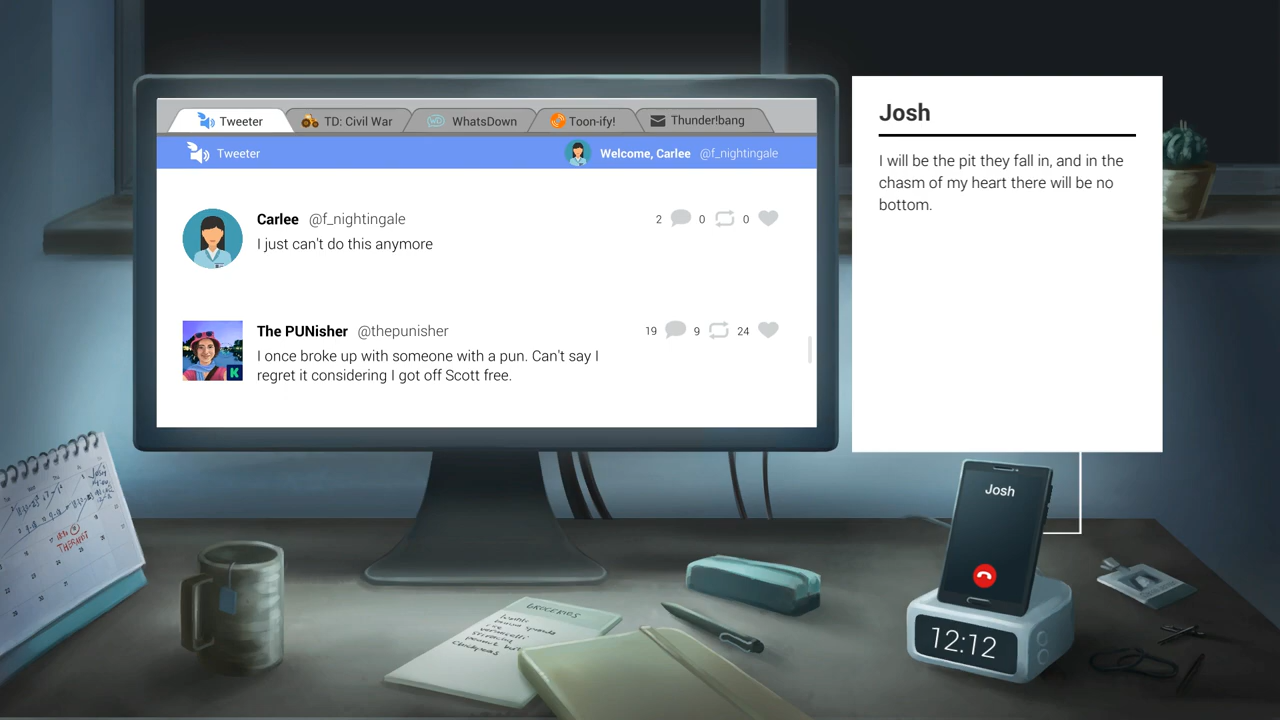 Tweeter
TD: Civil War
WhatsDown
Toon-ify!
Thunder!bang
Tweeter
Welcome, Carlee @f_nightingale
Carlee @f_nightingale
2 0 0
I just can't do this anymore
The PUNisher @thepunisher
19 9 24
I once broke up with someone with a pun. Can't say I
regret it considering I got off Scott free.
K
Josh
I will be the pit they fall in, and in the
chasm of my heart there will be no
bottom.
Josh
12:12
GROCERIES